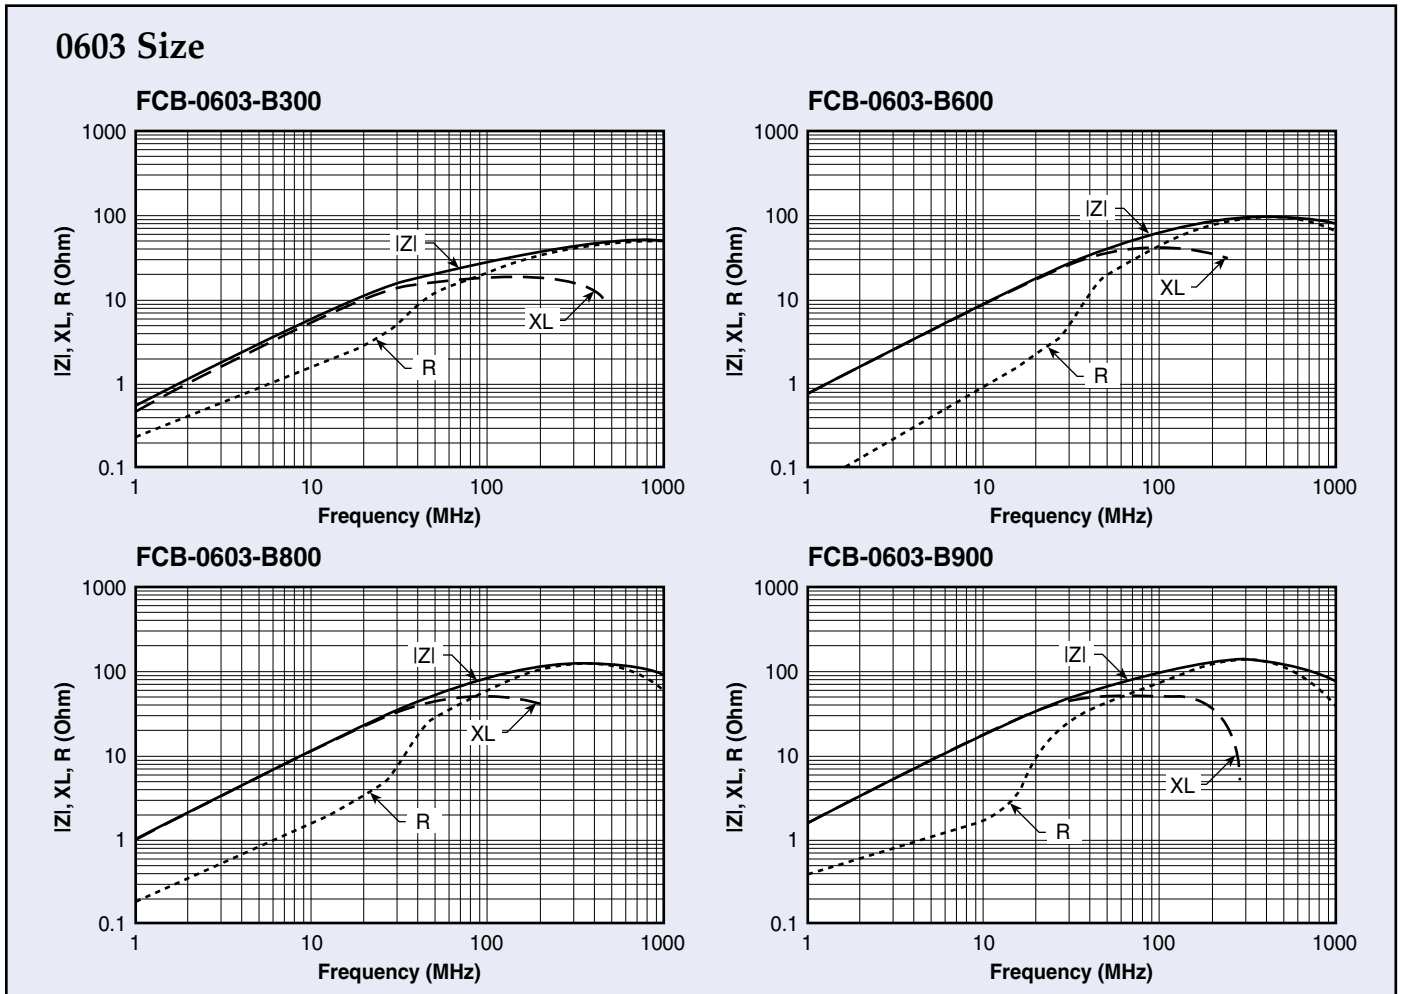 0603 Size
FCB-0603-B300
1000
100
10
1
0.1
|Z|, XL, R (Ohm)
|Z|
XL
R
1 10 100 1000
Frequency (MHz)
FCB-0603-B600
1000
100
10
1
0.1
|Z|, XL, R (Ohm)
|Z|
XL
R
1 10 100 1000
Frequency (MHz)
FCB-0603-B800
1000
100
10
1
0.1
|Z|, XL, R (Ohm)
|Z|
XL
R
1 10 100 1000
Frequency (MHz)
FCB-0603-B900
1000
100
10
1
0.1
|Z|, XL, R (Ohm)
|Z|
XL
R
1 10 100 1000
Frequency (MHz)